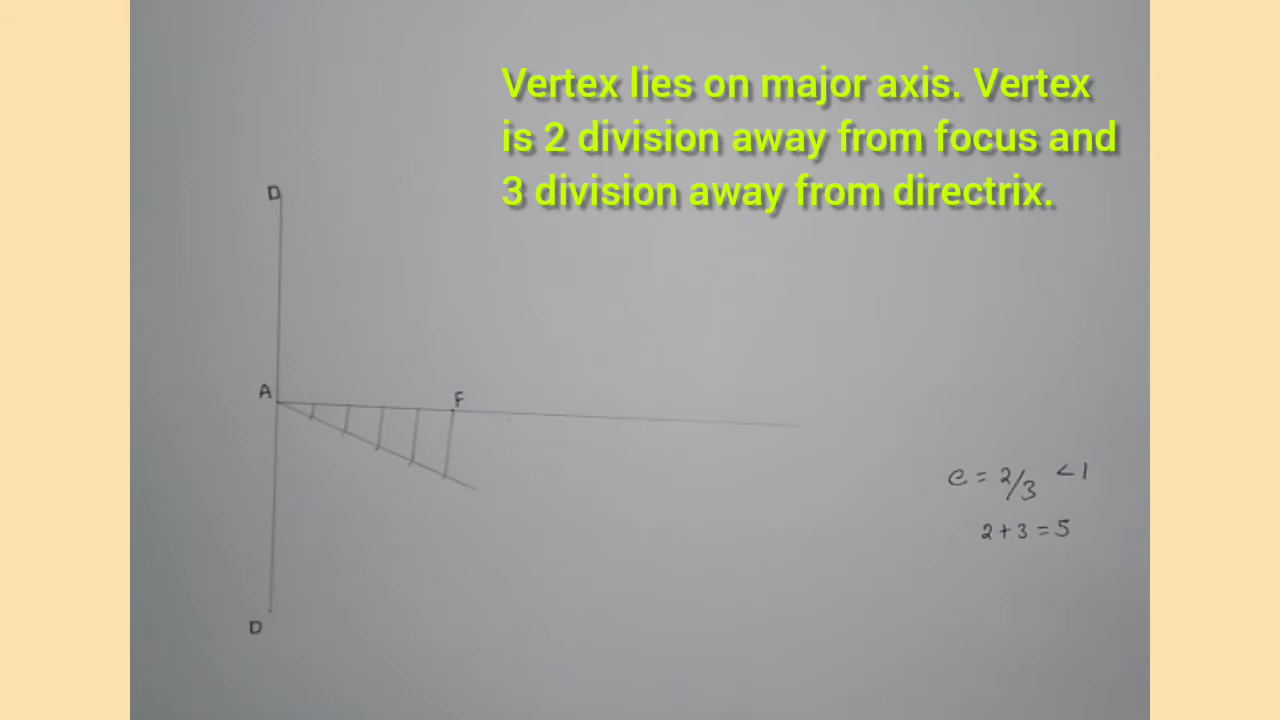 Vertex lies on major axis. Vertex
is 2 division away from focus and
3 division away from directrix.
D
A
F
e = 2/3 <1
2+3=5
D